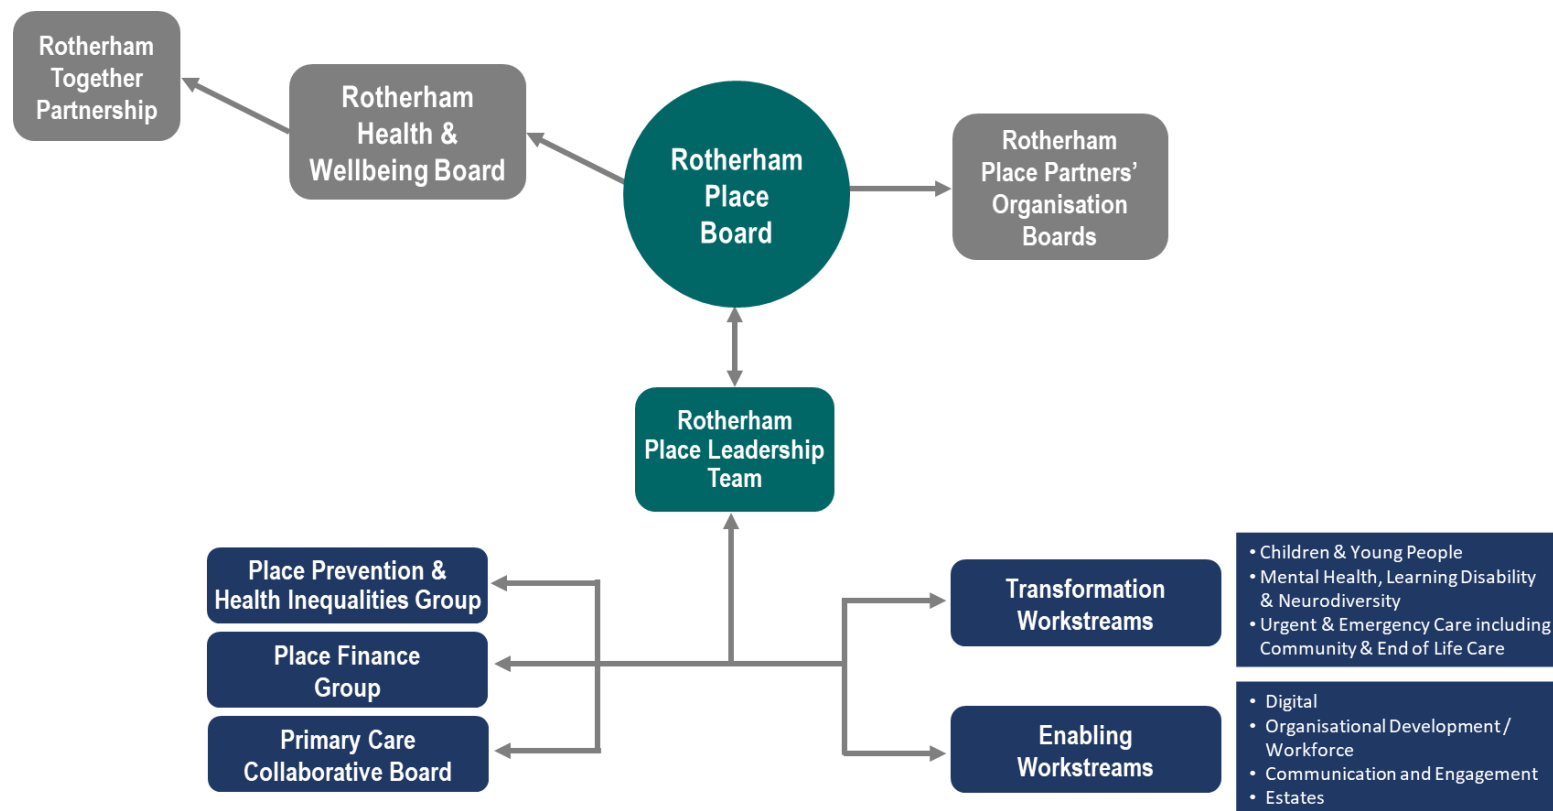 Rotherham
Together
Partnership
Rotherham
Health &
Wellbeing Board
Rotherham
Place
Board
Rotherham
Place Partners’
Organisation
Boards
Rotherham
Place Leadership
Team
Place Prevention &
Health Inequalities Group
Place Finance
Group
Primary Care
Collaborative Board
Transformation
Workstreams
• Children & Young People
• Mental Health, Learning Disability
& Neurodiversity
• Urgent & Emergency Care including
Community & End of Life Care
Enabling
Workstreams
• Digital
• Organisational Development /
Workforce
• Communication and Engagement
• Estates